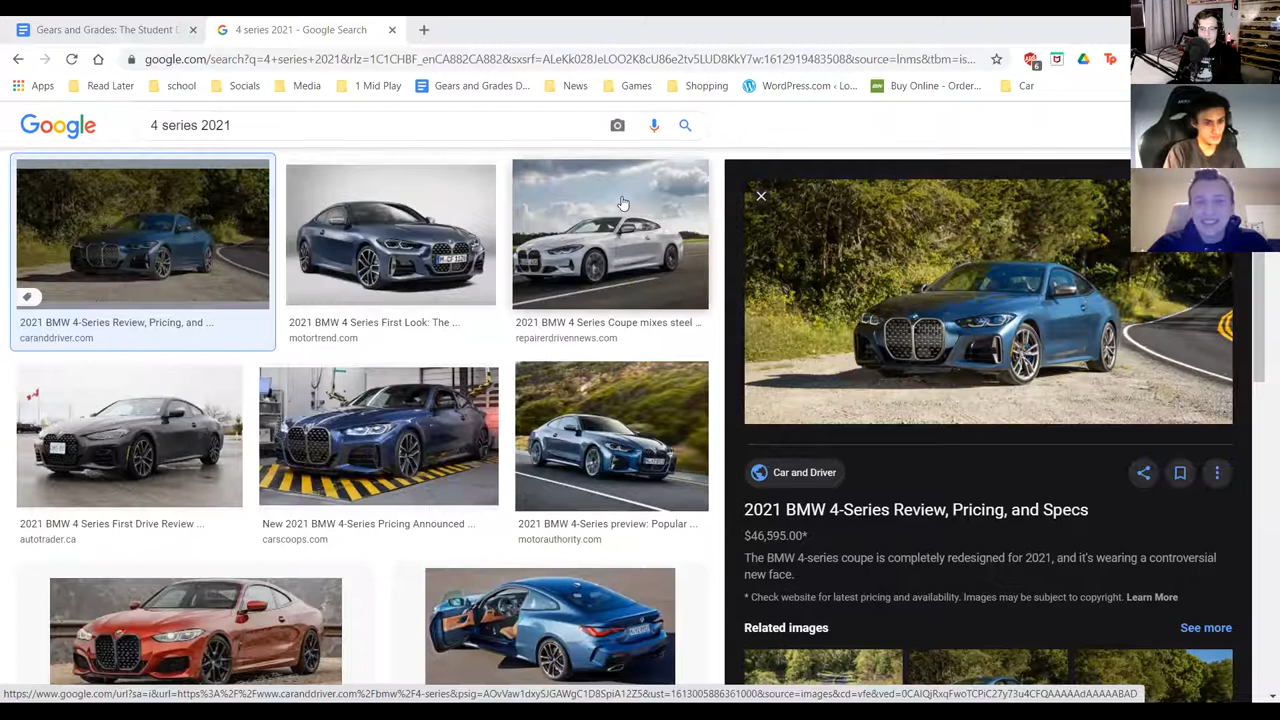 Gears and Grades: The Student D
4 series 2021 - Google Search
google.com/search?q=4+series+2021&rlz=1C1CHBF_enCA882CA882&sxsrf=ALeKk028JeLOO2K8cU86e2tv5LUD8KkY7w:1612919483508&source=lnms&tbm=is...
6
Tp
Apps
Read Later
school
Socials
Media
1 Mid Play
Gears and Grades D...
News
Games
Shopping
WordPress.com ‹ Lo...
BM
Buy Online - Order...
Car
Google
4 series 2021
2021 BMW 4-Series Review, Pricing, and ...
caranddriver.com
2021 BMW 4 Series First Look: The ...
motortrend.com
2021 BMW 4 Series Coupe mixes steel ...
repairerdrivennews.com
2021 BMW 4 Series First Drive Review ...
autotrader.ca
New 2021 BMW 4-Series Pricing Announced ...
carscoops.com
2021 BMW 4-Series preview: Popular ...
motorauthority.com
Car and Driver
2021 BMW 4-Series Review, Pricing, and Specs
$46,595.00*
The BMW 4-series coupe is completely redesigned for 2021, and it's wearing a controversial
new face.
* Check website for latest pricing and availability. Images may be subject to copyright. Learn More
Related images
See more